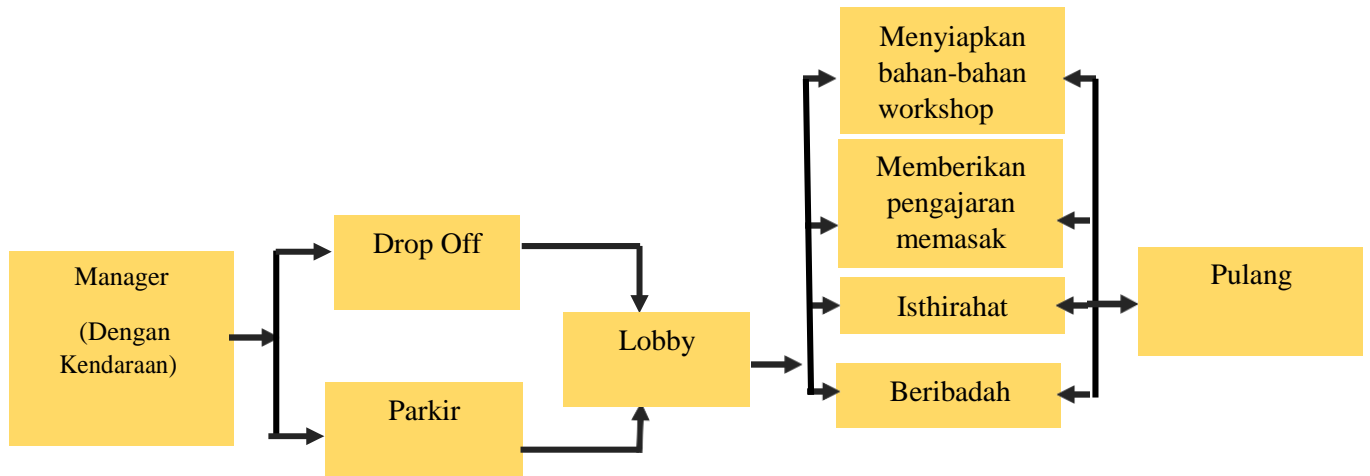 Manager
(Dengan
Kendaraan)
Drop Off
Parkir
Lobby
Menyiapkan
bahan-bahan
workshop
Memberikan
pengajaran
memasak
Isthirahat
Beribadah
Pulang